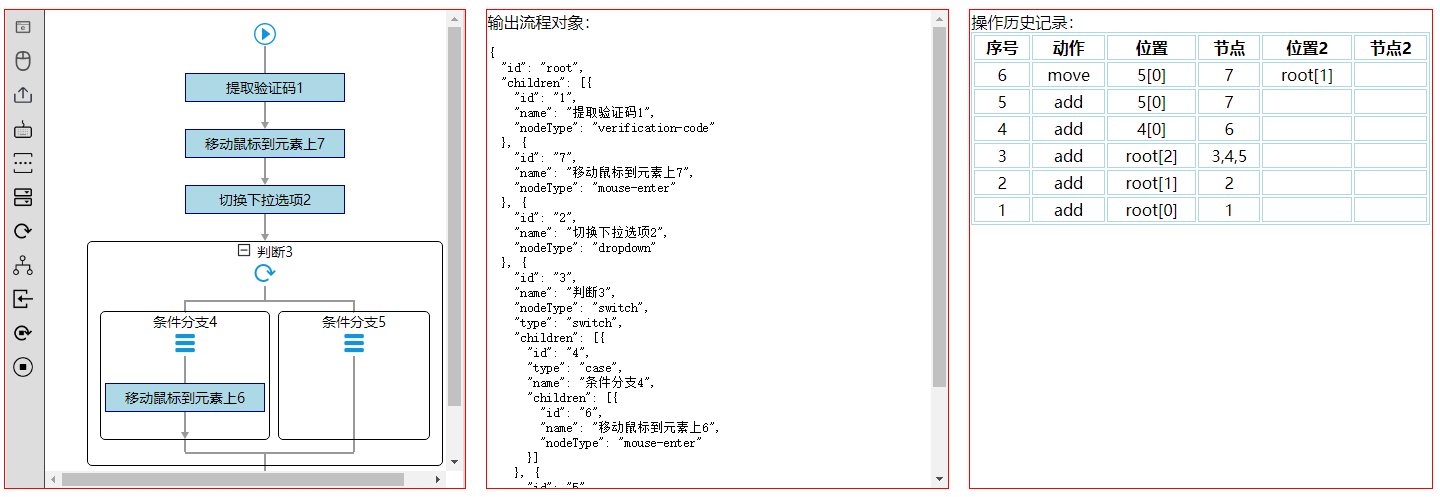 提取验证码1
移动鼠标到元素上7
切换下拉选项2
判断3
条件分支4 条件分支5
移动鼠标到元素上6
输出流程对象:
{
  "id": "root",
  "children": [{
    "id": "1",
    "name": "提取验证码1",
    "nodeType": "verification-code"
  }, {
    "id": "7",
    "name": "移动鼠标到元素上7",
    "nodeType": "mouse-enter"
  }, {
    "id": "2",
    "name": "切换下拉选项2",
    "nodeType": "dropdown"
  }, {
    "id": "3",
    "name": "判断3",
    "nodeType": "switch",
    "type": "switch",
    "children": [{
      "id": "4",
      "type": "case",
      "name": "条件分支4",
      "children": [{
        "id": "6",
        "name": "移动鼠标到元素上6",
        "nodeType": "mouse-enter"
      }]
    }, {
      "id": "5",
操作历史记录:
序号 动作 位置 节点 位置2 节点2
6 move 5[0] 7 root[1]
5 add 5[0] 7
4 add 4[0] 6
3 add root[2] 3,4,5
2 add root[1] 2
1 add root[0] 1